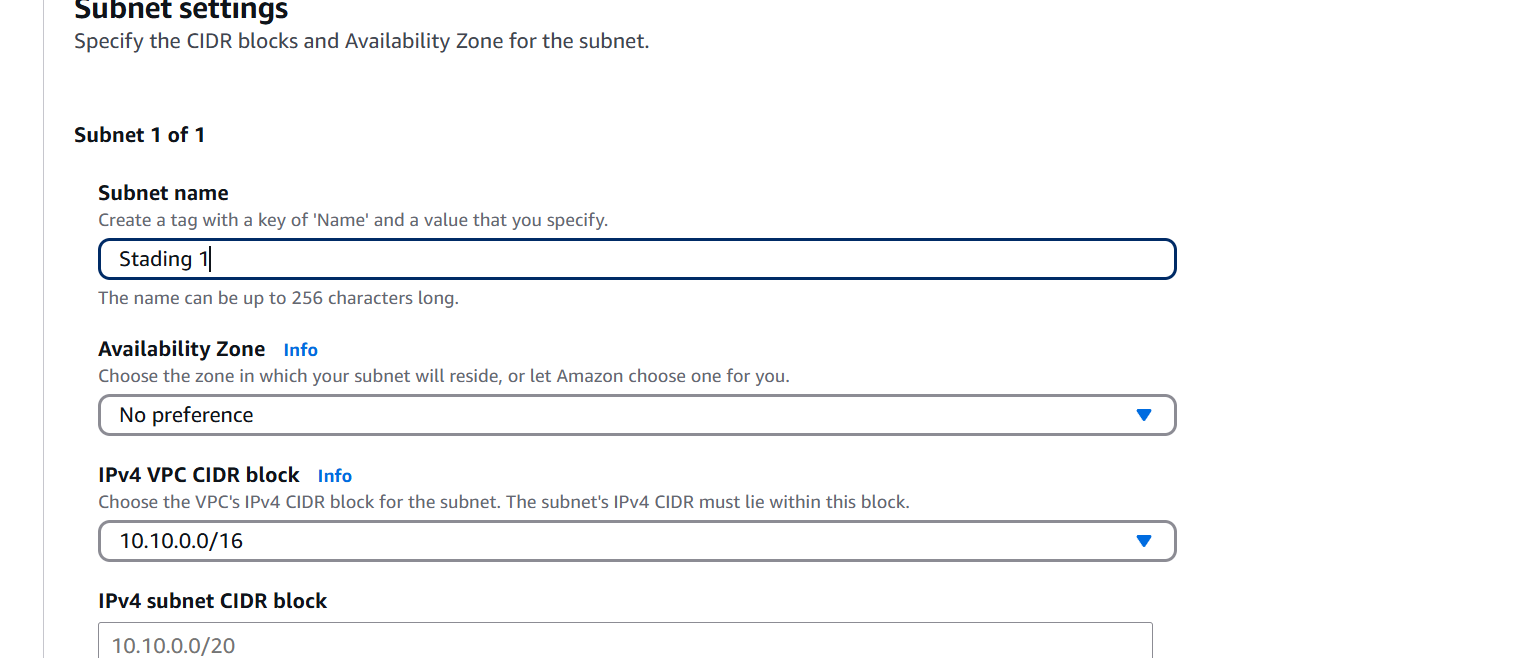 Subnet settings
Specify the CIDR blocks and Availability Zone for the subnet.
Subnet 1 of 1
Subnet name
Create a tag with a key of 'Name' and a value that you specify.
Stading 1
The name can be up to 256 characters long.
Availability Zone Info
Choose the zone in which your subnet will reside, or let Amazon choose one for you.
No preference
IPv4 VPC CIDR block Info
Choose the VPC's IPv4 CIDR block for the subnet. The subnet's IPv4 CIDR must lie within this block.
10.10.0.0/16
IPv4 subnet CIDR block
10.10.0.0/20